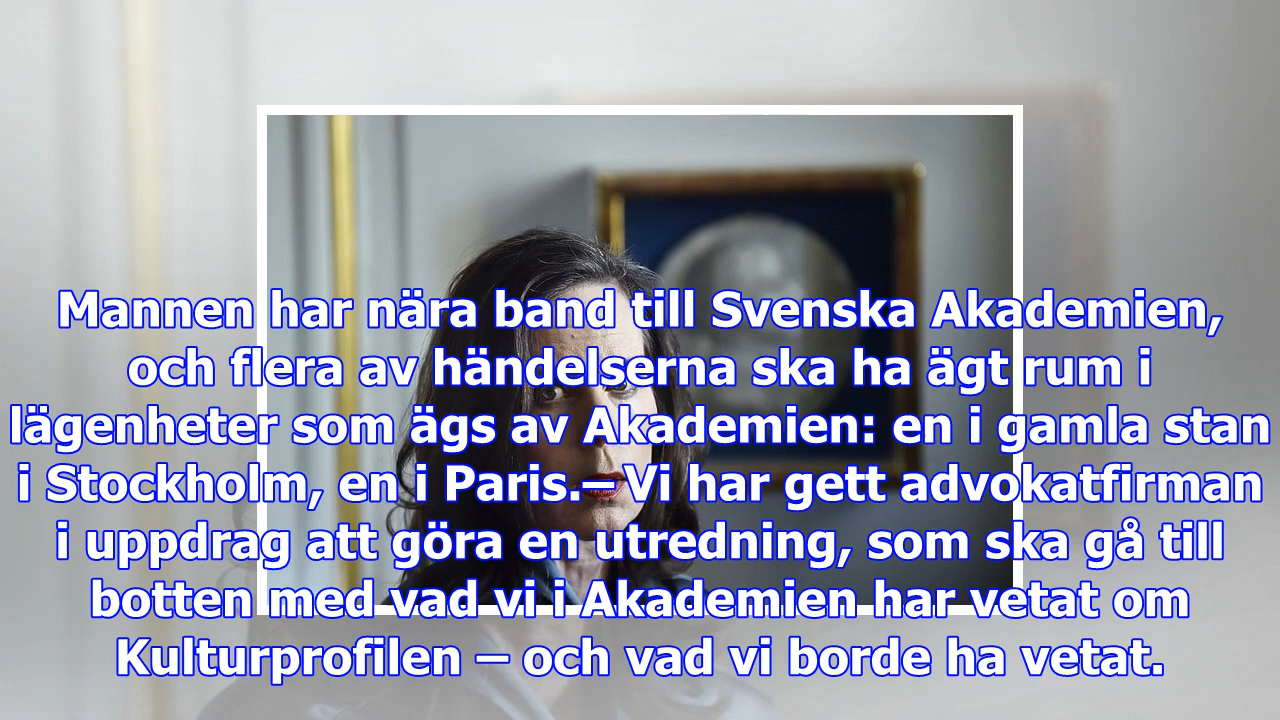 Mannen har nära band till Svenska Akademien,
och flera av händelserna ska ha ägt rum i
lägenheter som ägs av Akademien: en i gamla stan
i Stockholm, en i Paris.– Vi har gett advokatfirman
i uppdrag att göra en utredning, som ska gå till
botten med vad vi i Akademien har vetat om
Kulturprofilen – och vad vi borde ha vetat.